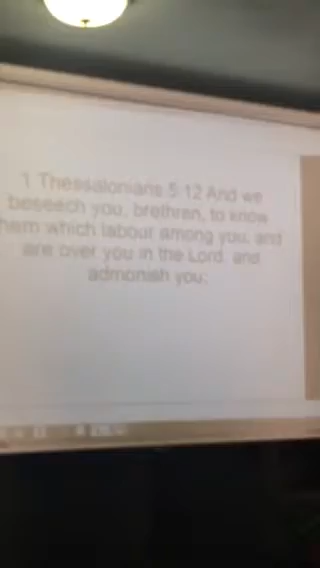 1 Thessalonians 5:12 And we
beseech you, brethren, to know
them which labour among you, and
are over you in the Lord, and
admonish you;